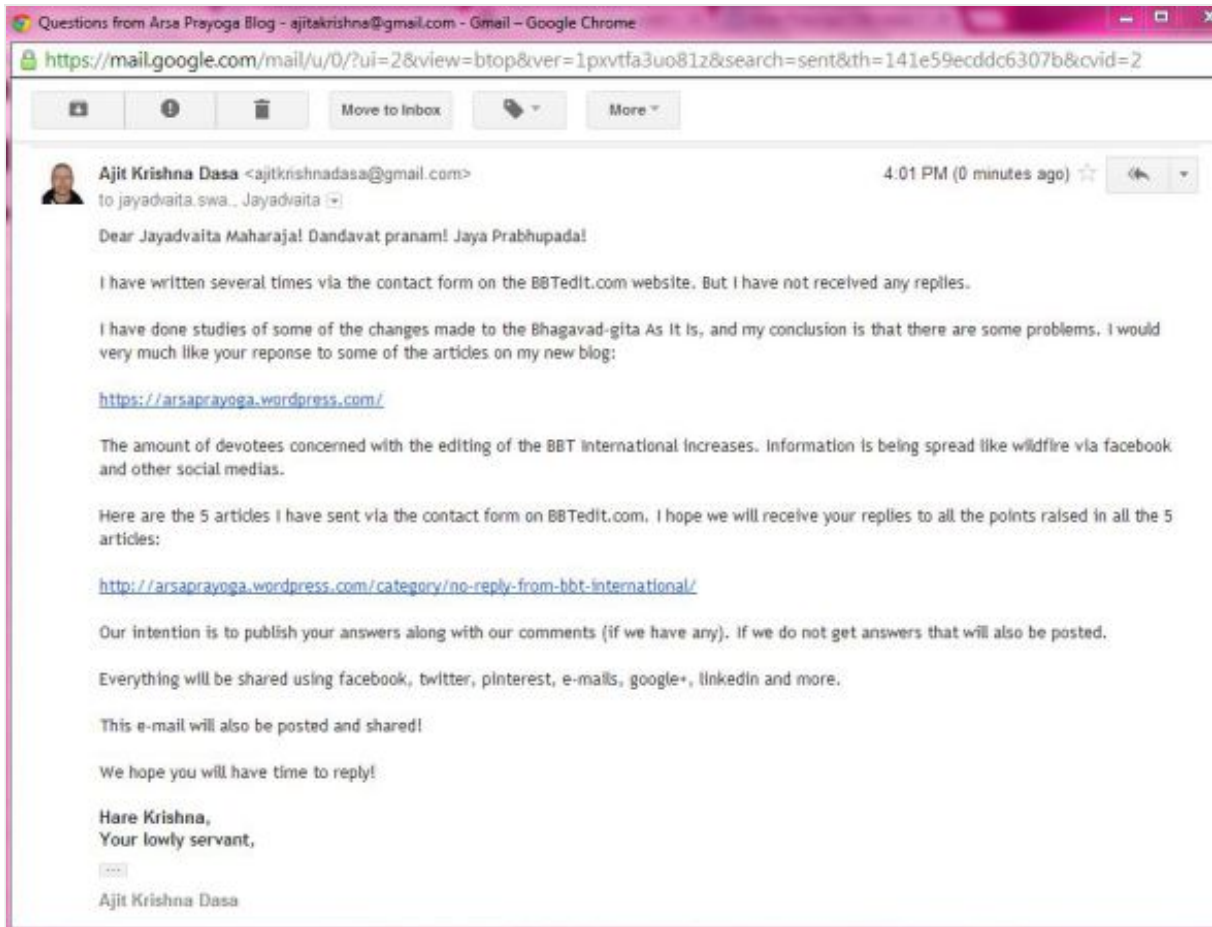 Questions from Arsa Prayoga Blog - ajitakrishna@gmail.com - Gmail – Google Chrome
https://mail.google.com/mail/u/0/?ui=2&view=btop&ver=1pxvtfa3uo81z&search=sent&th=141e59ecddc6307b&cvid=2
Move to Inbox More
Ajit Krishna Dasa <ajitkrishnadasa@gmail.com> 4:01 PM (0 minutes ago)
to jayadvaita.swa., Jayadvaita
Dear Jayadvaita Maharaja! Dandavat pranam! Jaya Prabhupada!
I have written several times via the contact form on the BBTedit.com website. But I have not received any replies.
I have done studies of some of the changes made to the Bhagavad-gita As It Is, and my conclusion is that there are some problems. I would
very much like your reponse to some of the articles on my new blog:
https://arsaprayoga.wordpress.com/
The amount of devotees concerned with the editing of the BBT International increases. Information is being spread like wildfire via facebook
and other social medias.
Here are the 5 articles I have sent via the contact form on BBTedit.com. I hope we will receive your replies to all the points raised in all the 5
articles:
http://arsaprayoga.wordpress.com/category/no-reply-from-bbt-international/
Our intention is to publish your answers along with our comments (if we have any). If we do not get answers that will also be posted.
Everything will be shared using facebook, twitter, pinterest, e-mails, google+, linkedin and more.
This e-mail will also be posted and shared!
We hope you will have time to reply!
Hare Krishna,
Your lowly servant,
Ajit Krishna Dasa